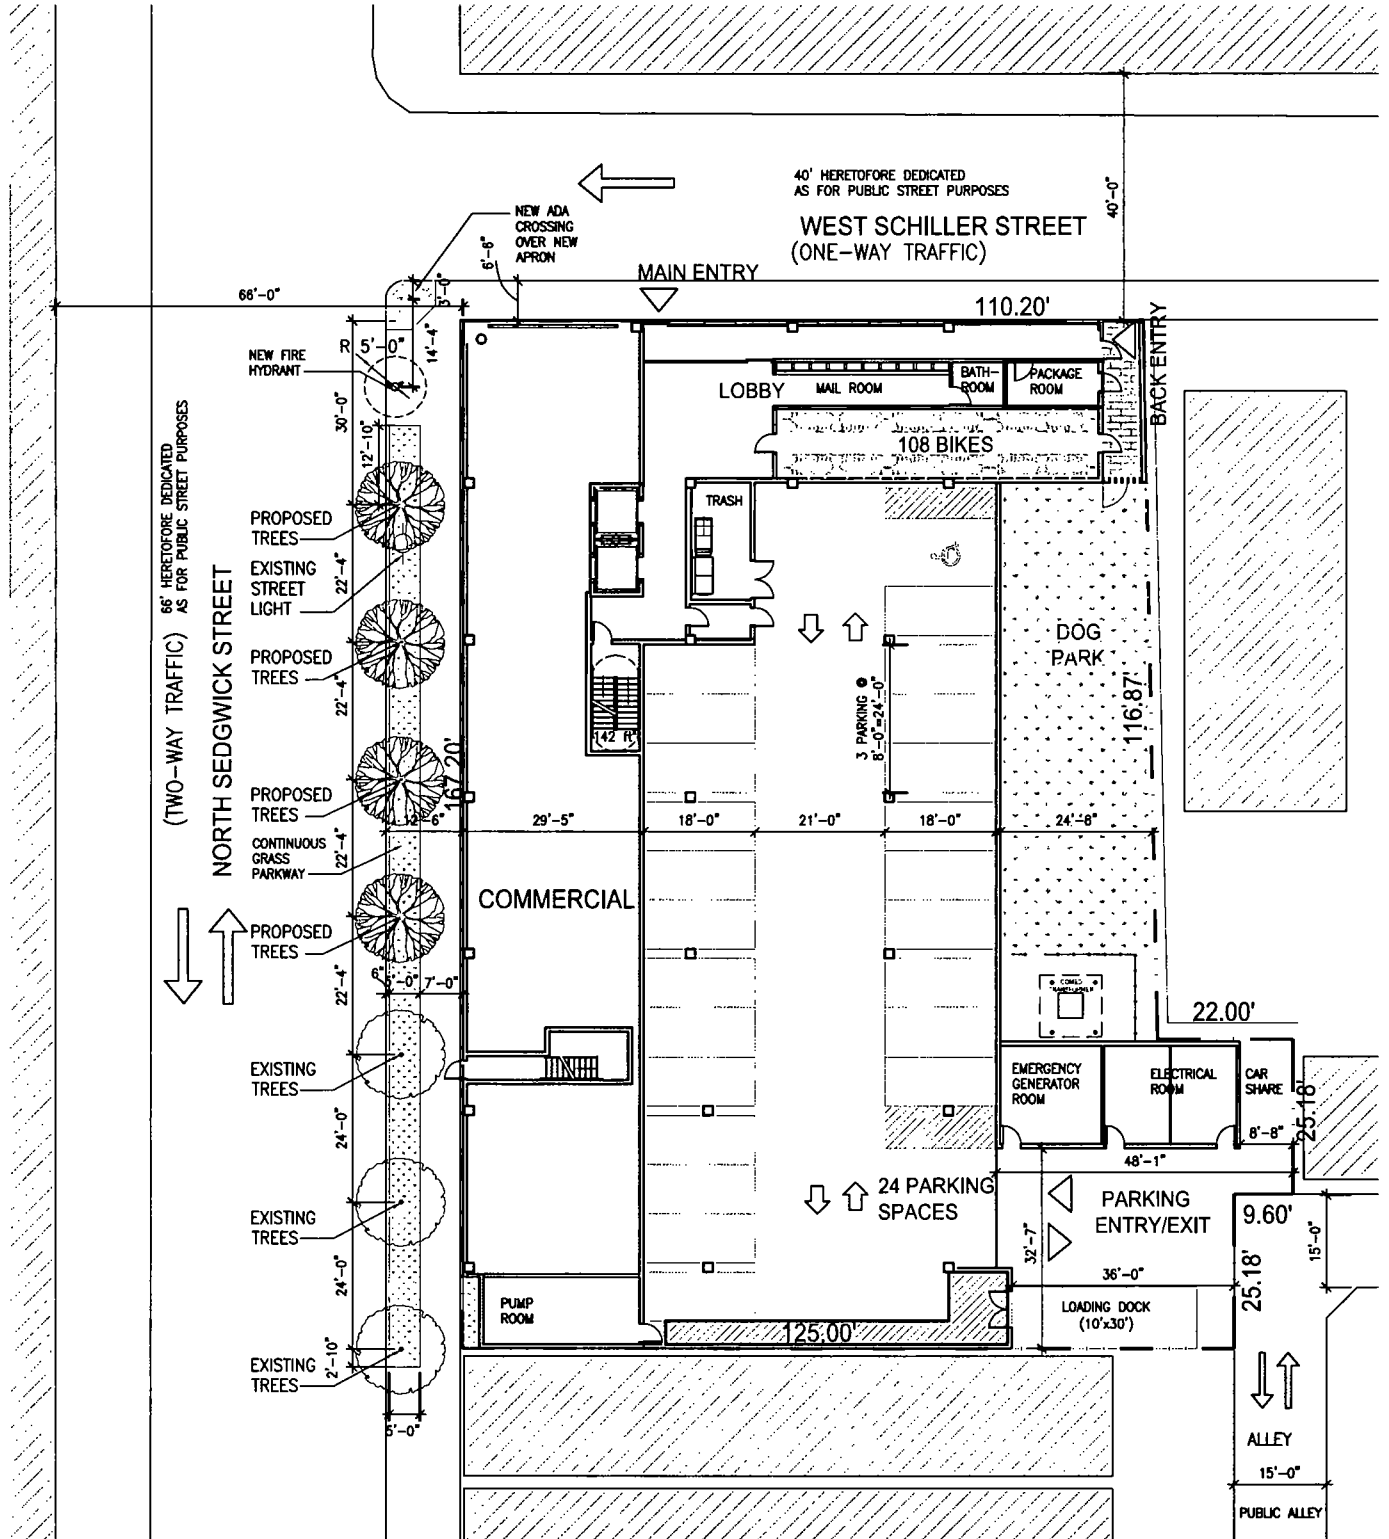 40' HERETOFORE DEDICATED
AS FOR PUBLIC STREET PURPOSES
WEST SCHILLER STREET
(ONE-WAY TRAFFIC)
40'-0"
NEW ADA
CROSSING
OVER NEW
APRON
6'-6"
MAIN ENTRY
66'-0"
3'-0"
110.20'
BACK ENTRY
14'-4"
R 5'-0"
NEW FIRE
HYDRANT
30'-0"
12'-10"
LOBBY
MAIL ROOM
BATH-
ROOM
PACKAGE
ROOM
108 BIKES
66' HERETOFORE DEDICATED
AS FOR PUBLIC STREET PURPOSES
(TWO-WAY TRAFFIC)
NORTH SEDGWICK STREET
TRASH
PROPOSED
TREES
EXISTING
STREET
LIGHT
22'-4"
PROPOSED
TREES
22'-4"
DOG
PARK
116.87'
3 PARKING @
8'-0"=24'-0"
142 ft²
167.20'
PROPOSED
TREES
12'-6"
29'-5"
18'-0"
21'-0"
18'-0"
24'-8"
CONTINUOUS
GRASS
PARKWAY
22'-4"
COMMERCIAL
PROPOSED
TREES
22'-4"
6"
5'-0"
7'-0"
COMED
TRANSFORMER
22.00'
EXISTING
TREES
EMERGENCY
GENERATOR
ROOM
ELECTRICAL
ROOM
CAR
SHARE
8'-8"
25.18'
24'-0"
48'-1"
24 PARKING
SPACES
PARKING
ENTRY/EXIT
EXISTING
TREES
9.60'
15'-0"
32'-7"
24'-0"
36'-0"
25.18'
PUMP
ROOM
LOADING DOCK
(10'x30')
125.00'
EXISTING
TREES
2'-10"
5'-0"
ALLEY
15'-0"
PUBLIC ALLEY